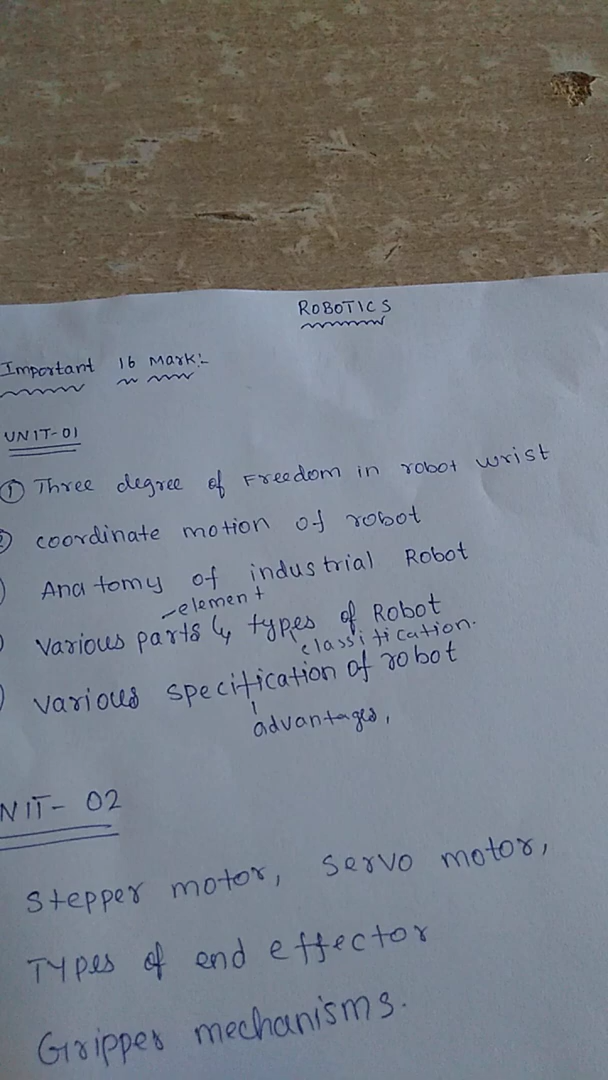 ROBOTICS
Important 16 Mark:-
UNIT-01
① Three degree of Freedom in robot wrist
② coordinate motion of robot
Anatomy of industrial Robot
element
Various parts & types of Robot
classification.
various specification of robot
advantages,
NIT- 02
Stepper motor, servo motor,
Types of end effector
Gripper mechanisms.